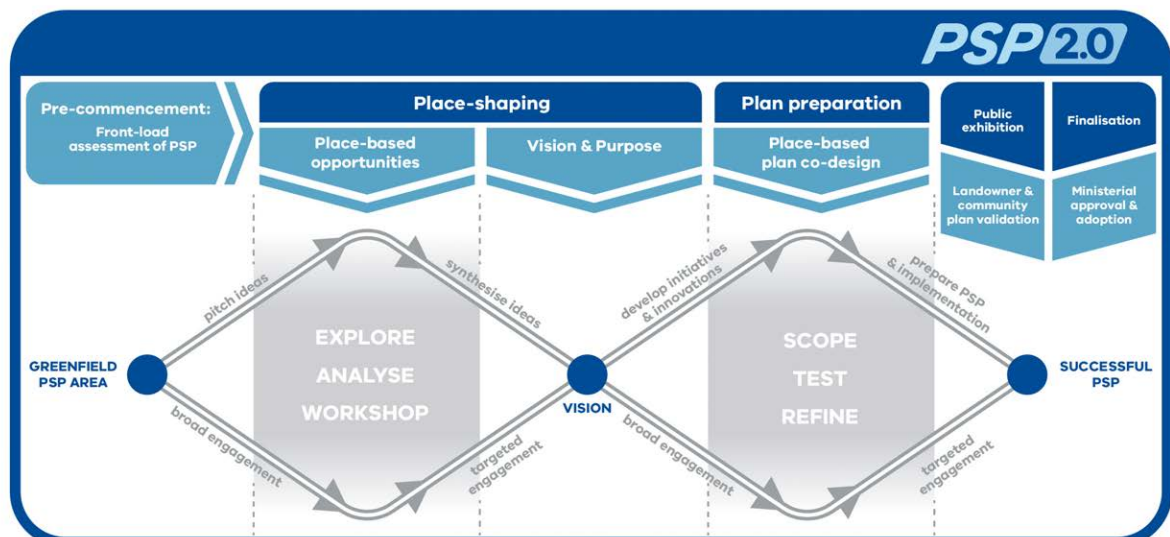 PSP 2.0
Pre-commencement:
Front-load
assessment of PSP
Place-shaping
Place-based
opportunities
Vision & Purpose
Plan preparation
Place-based
plan co-design
Public
exhibition
Landowner &
community
plan validation
Finalisation
Ministerial
approval &
adoption
pitch ideas
synthesise ideas
develop initiatives
& innovations
prepare PSP
& implementation
EXPLORE
ANALYSE
WORKSHOP
SCOPE
TEST
REFINE
GREENFIELD
PSP AREA
VISION
SUCCESSFUL
PSP
broad engagement
targeted
engagement
broad engagement
targeted
engagement